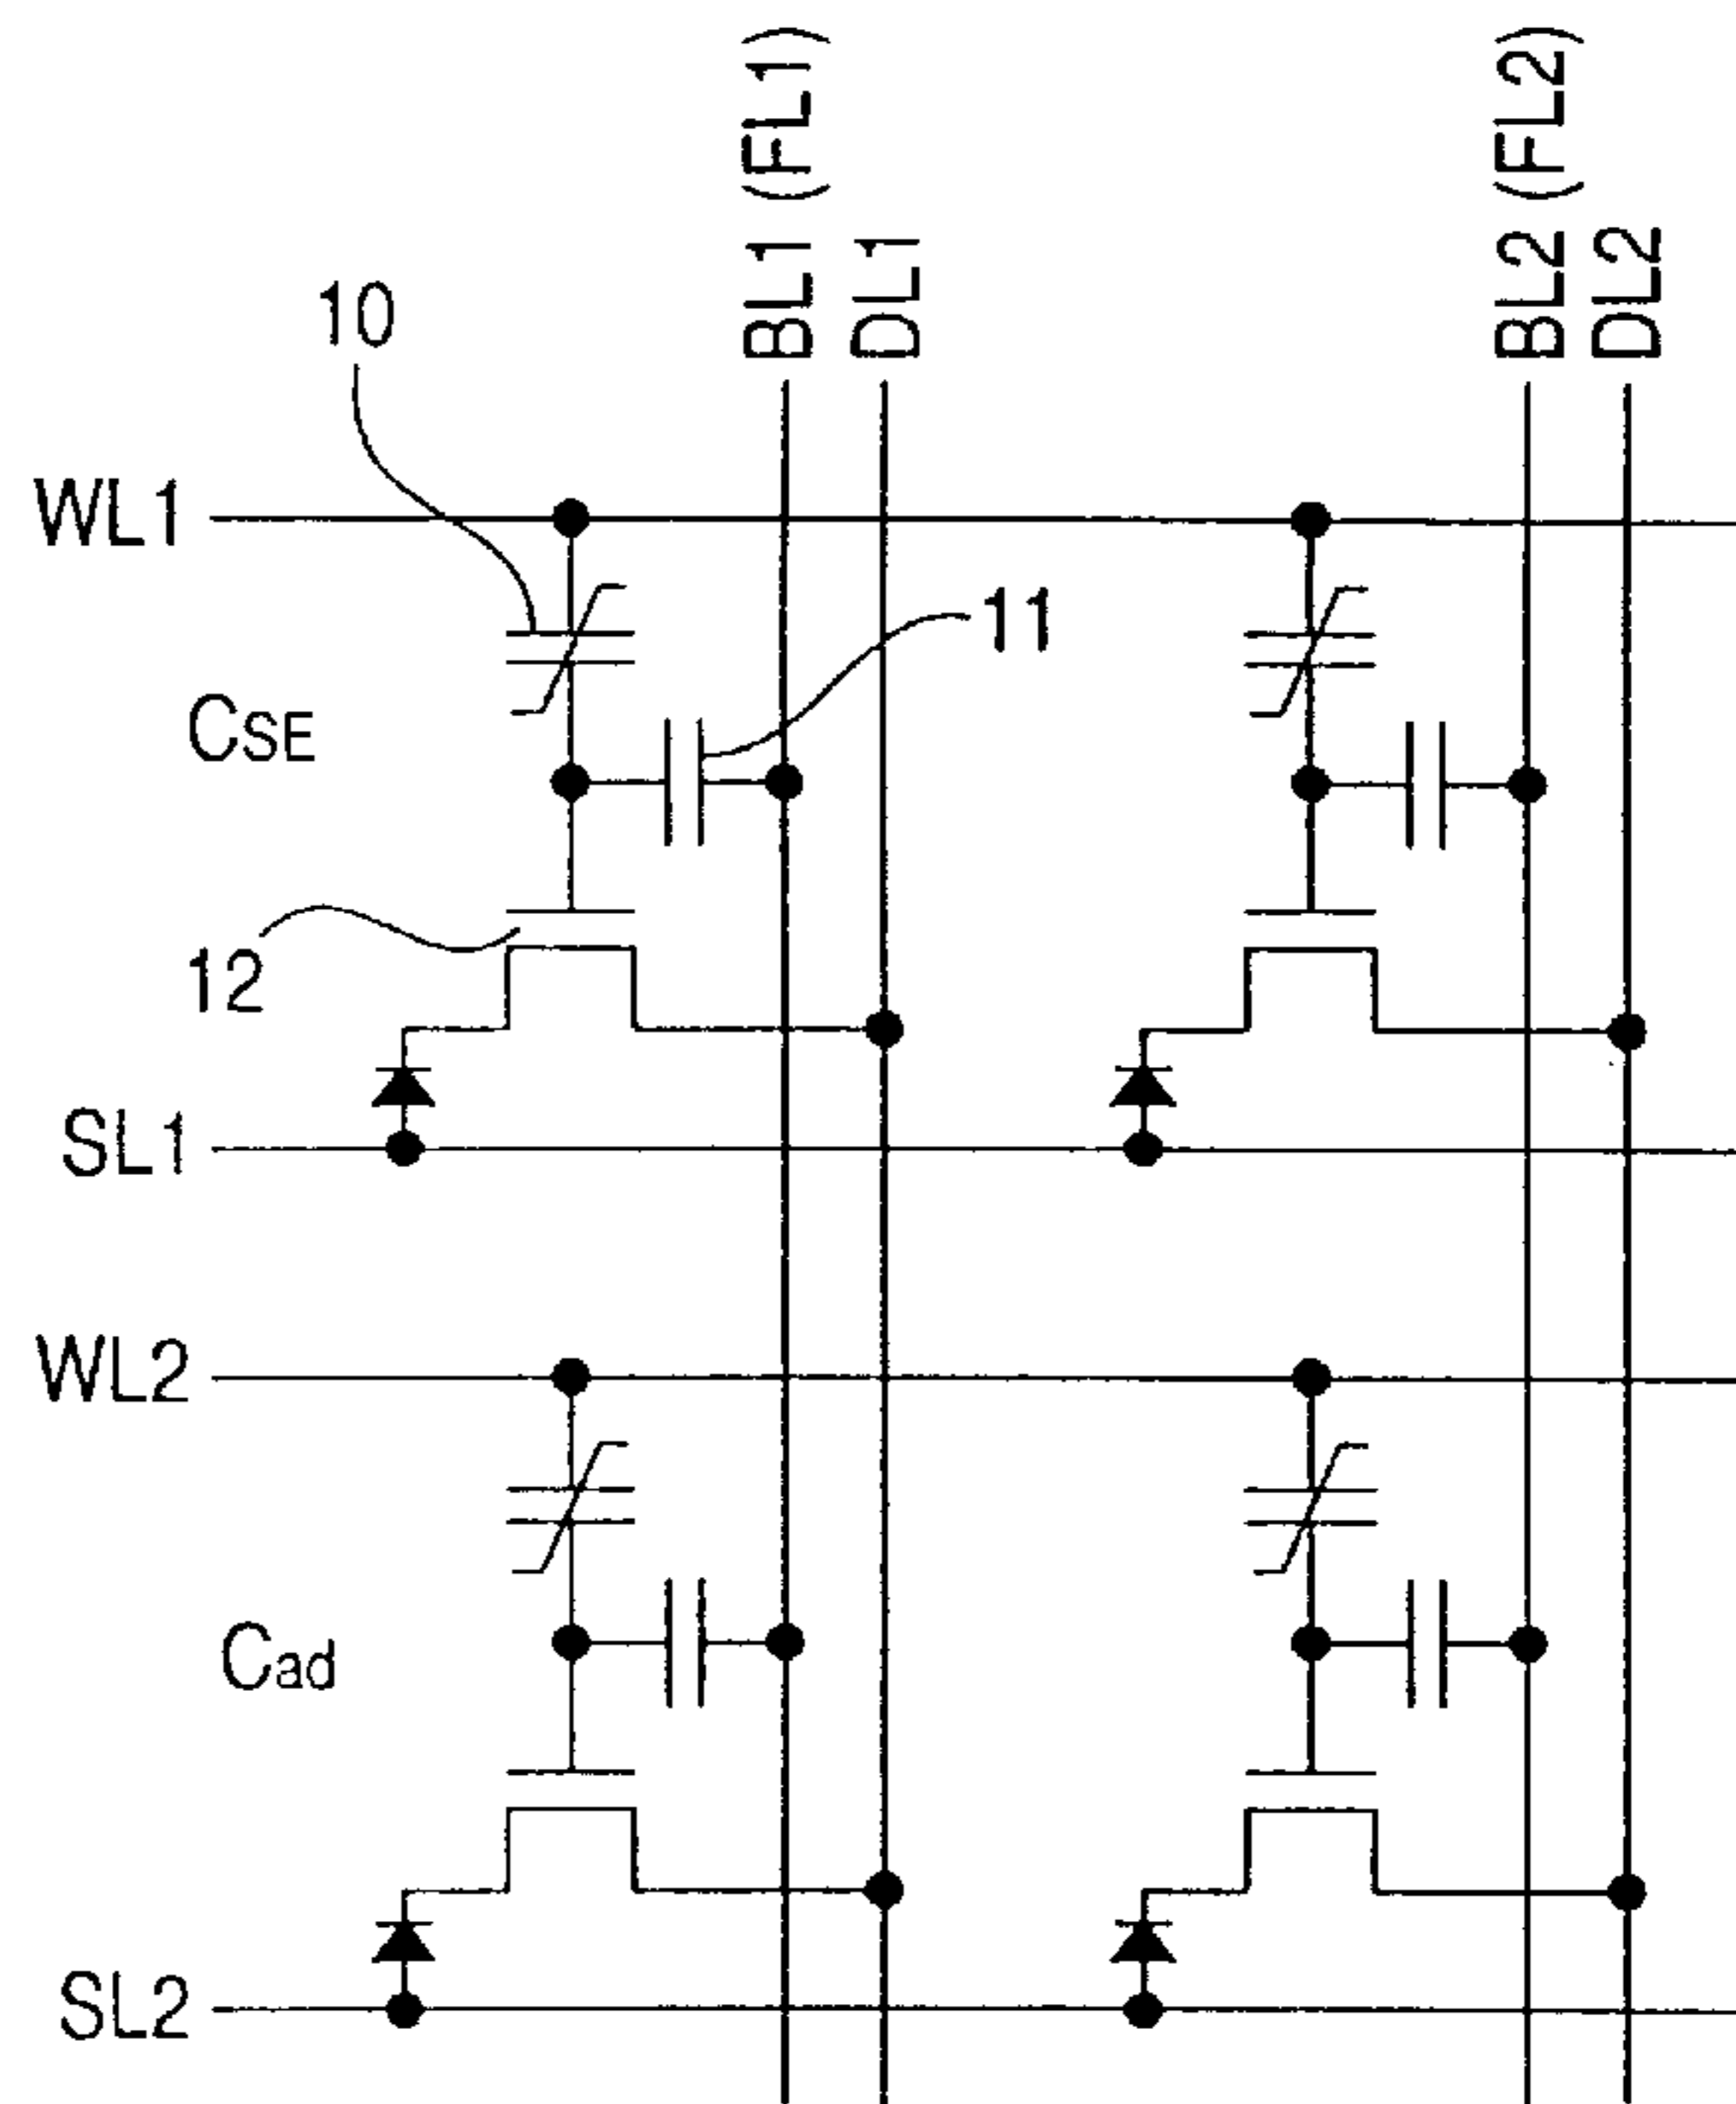 BL1 (FL1)
DL1
BL2 (FL2)
DL2
10
WL1
11
CSE
12
SL1
WL2
Cad
SL2